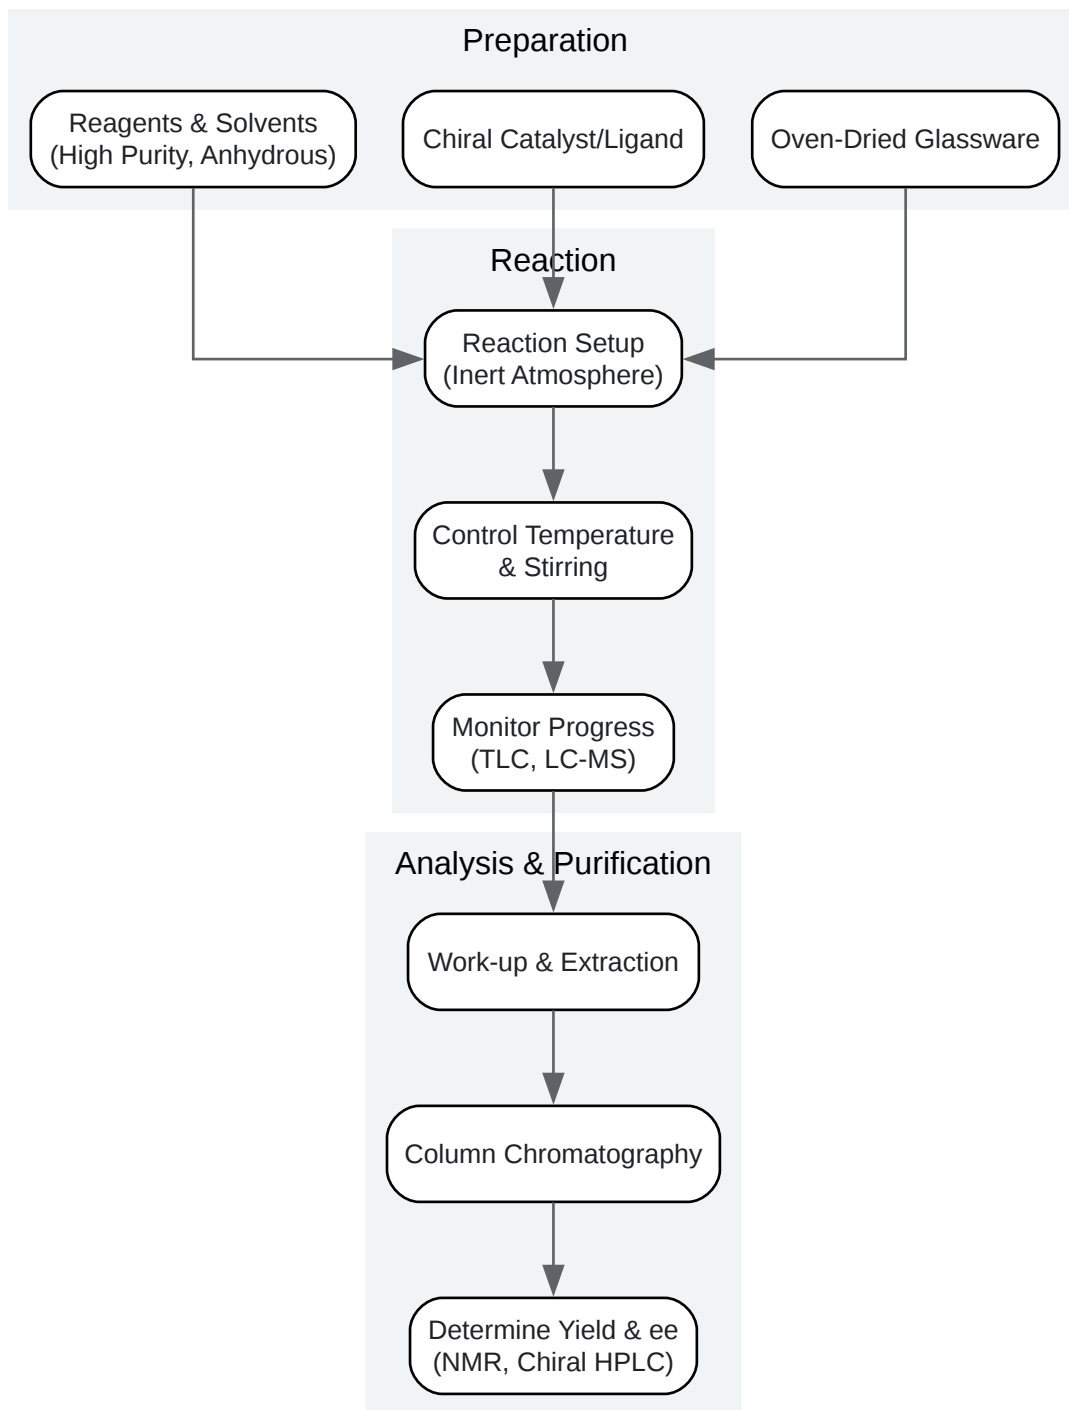 Preparation
Reagents & Solvents
(High Purity, Anhydrous)
Chiral Catalyst/Ligand
Oven-Dried Glassware
Reaction
Reaction Setup
(Inert Atmosphere)
Control Temperature
& Stirring
Monitor Progress
(TLC, LC-MS)
Analysis & Purification
Work-up & Extraction
Column Chromatography
Determine Yield & ee
(NMR, Chiral HPLC)